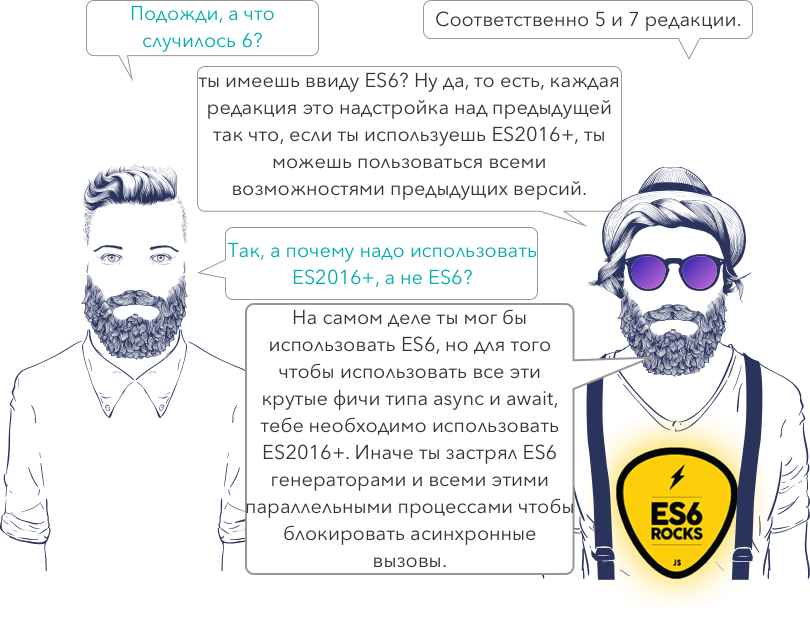 Подожди, а что
случилось 6?
Соответственно 5 и 7 редакции.
ты имеешь ввиду ES6? Ну да, то есть, каждая
редакция это надстройка над предыдущей
так что, если ты используешь ES2016+, ты
можешь пользоваться всеми
возможностями предыдущих версий.
Так, а почему надо использовать
ES2016+, а не ES6?
На самом деле ты мог бы
использовать ES6, но для того
чтобы использовать все эти
крутые фичи типа async и await,
тебе необходимо использовать
ES2016+. Иначе ты застрял ES6
генераторами и всеми этими
параллельными процессами чтобы
блокировать асинхронные
вызовы.
ES6
ROCKS
JS